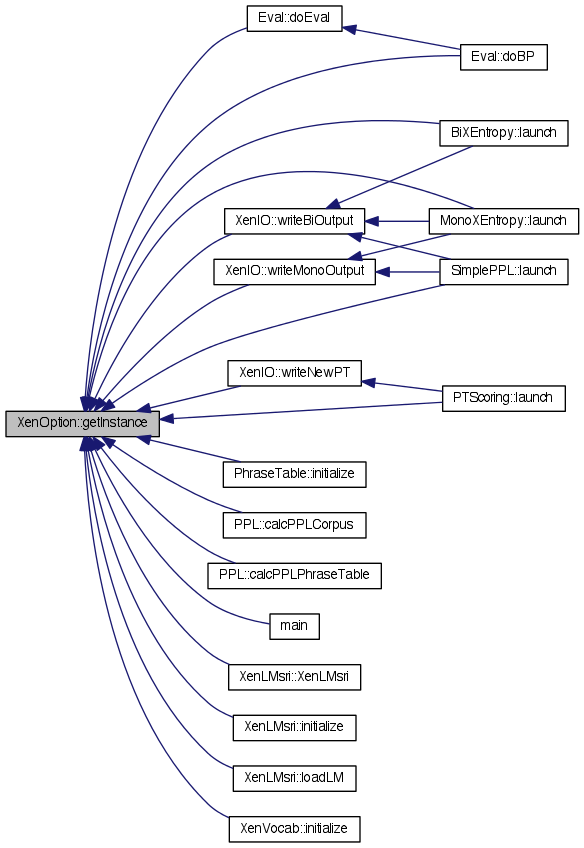 Eval::doEval
Eval::doBP
BiXEntropy::launch
XenIO::writeBiOutput
MonoXEntropy::launch
XenIO::writeMonoOutput
SimplePPL::launch
XenIO::writeNewPT
PTScoring::launch
XenOption::getInstance
PhraseTable::initialize
PPL::calcPPLCorpus
PPL::calcPPLPhraseTable
main
XenLMsri::XenLMsri
XenLMsri::initialize
XenLMsri::loadLM
XenVocab::initialize